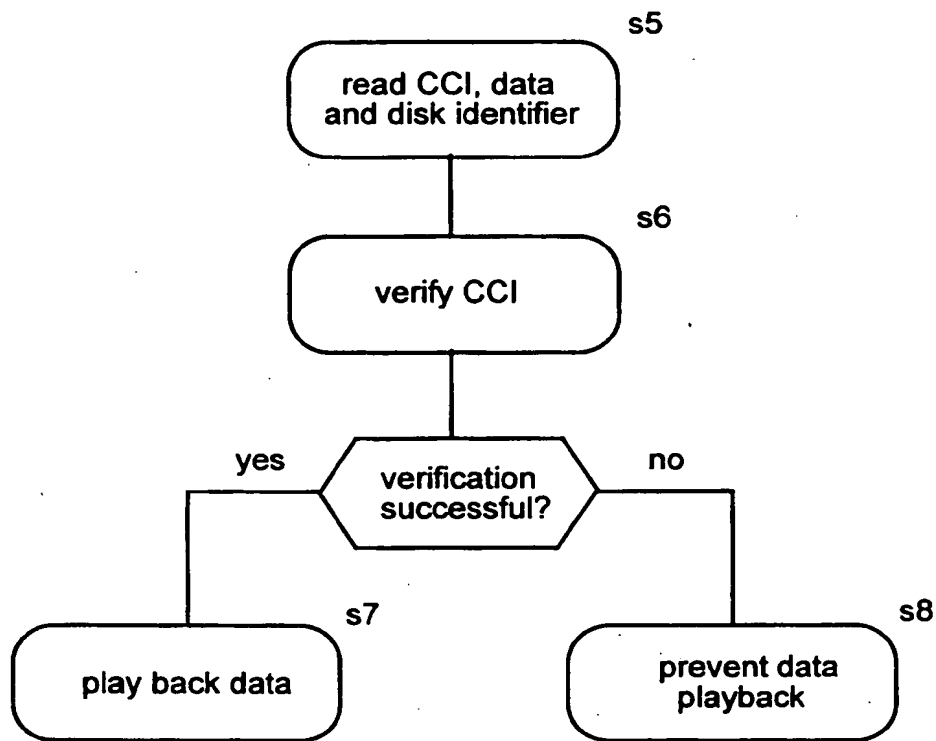 s5
read CCI, data
and disk identifier
s6
verify CCI
yes
verification
successful?
no
s7
play back data
s8
prevent data
playback